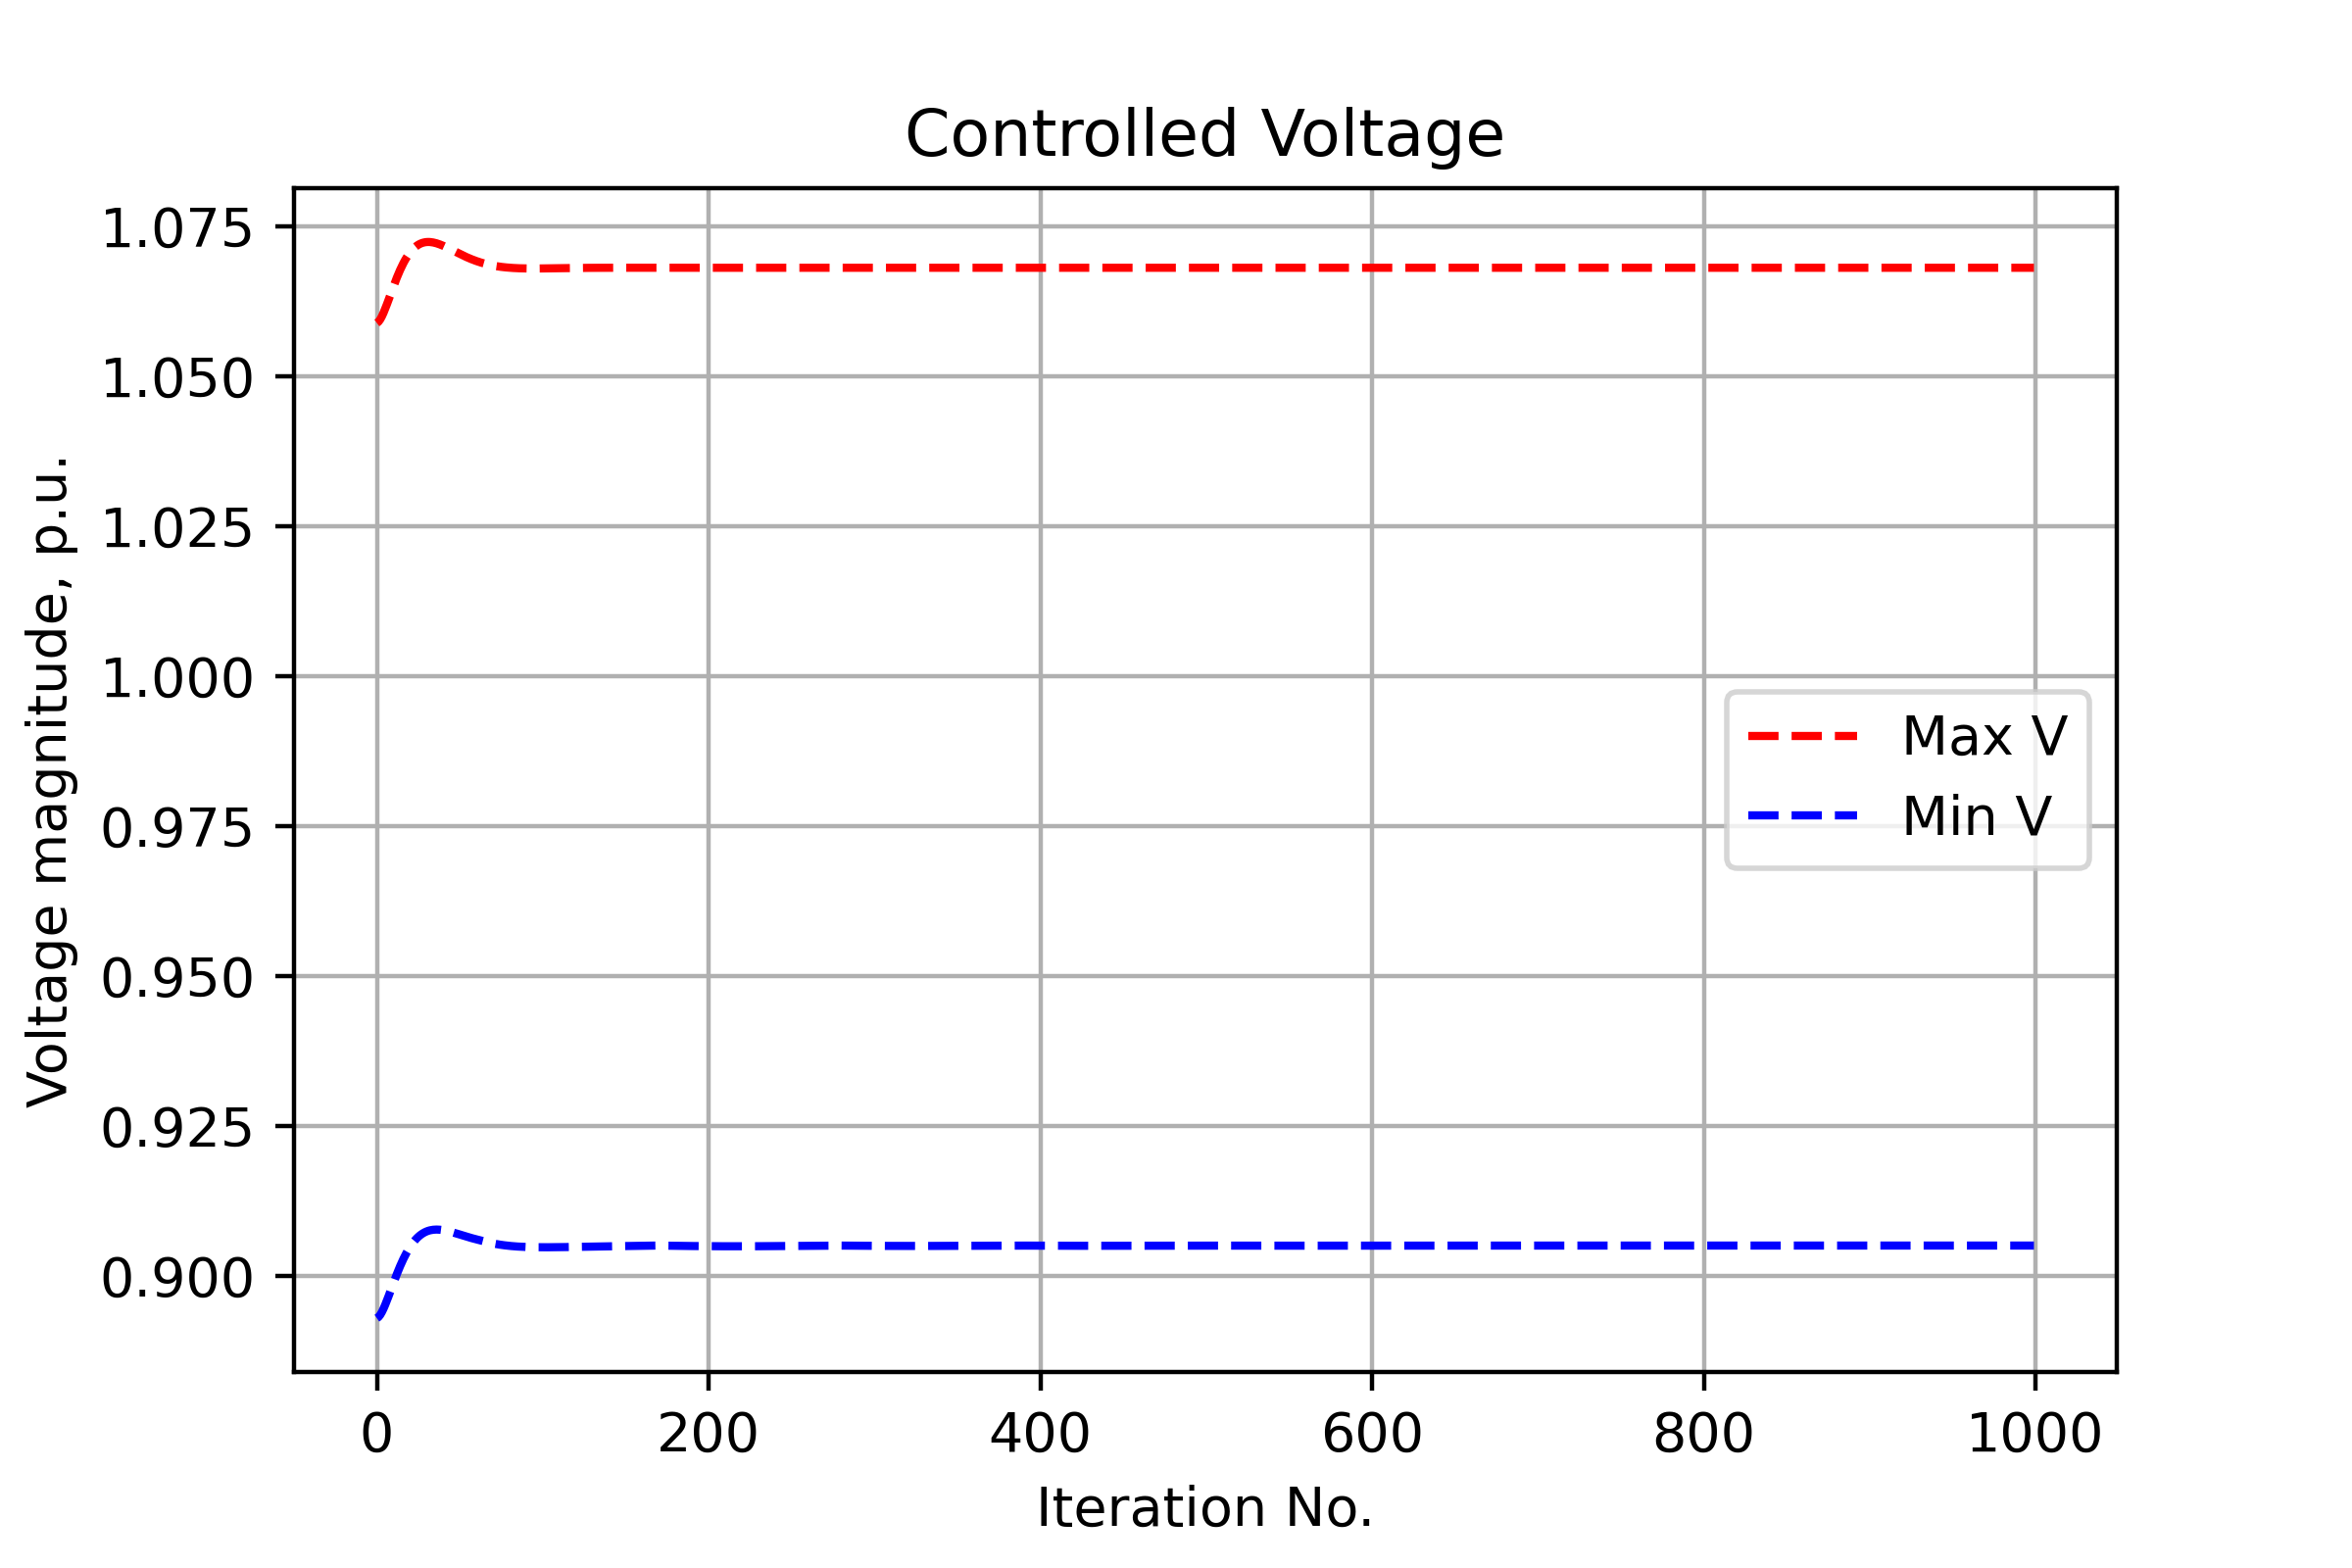 Controlled Voltage
1.075
1.050
1.025
1.000
0.975
0.950
0.925
0.900
Voltage magnitude, p.u.
Max V
Min V
0 200 400 600 800 1000
Iteration No.